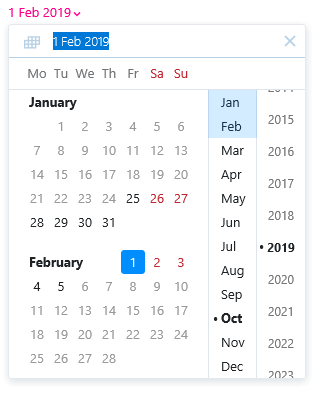 1 Feb 2019
1 Feb 2019
Mo Tu We Th Fr Sa Su
January
1 2 3 4 5 6
7 8 9 10 11 12 13
14 15 16 17 18 19 20
21 22 23 24 25 26 27
28 29 30 31
February 1 2 3
4 5 6 7 8 9 10
11 12 13 14 15 16 17
18 19 20 21 22 23 24
25 26 27 28
Jan
Feb
Mar
Apr
May
Jun
Jul
Aug
Sep
• Oct
Nov
Dec
2014
2015
2016
2017
2018
• 2019
2020
2021
2022
2023